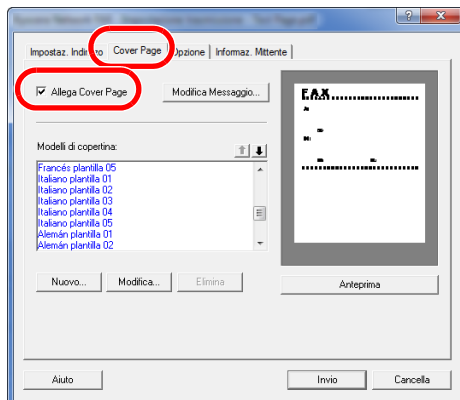 Impostaz. Indirizzo
Cover Page
Opzione
Informaz. Mittente
Allega Cover Page
Modifica Messaggio...
FAX
Modelli di copertina:
Francés plantilla 05
Italiano plantilla 01
Italiano plantilla 02
Italiano plantilla 03
Italiano plantilla 04
Italiano plantilla 05
Alemán plantilla 01
Alemán plantilla 02
Nuovo...
Modifica...
Elimina
Anteprima
Aiuto
Invio
Cancella